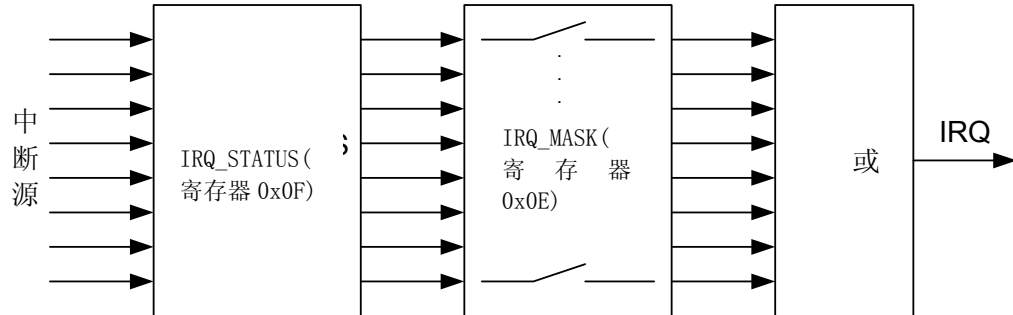 中
断
源
IRQ_STATUS(
寄存器 0x0F)
s
IRQ_MASK(
寄 存 器
0x0E)
或
IRQ